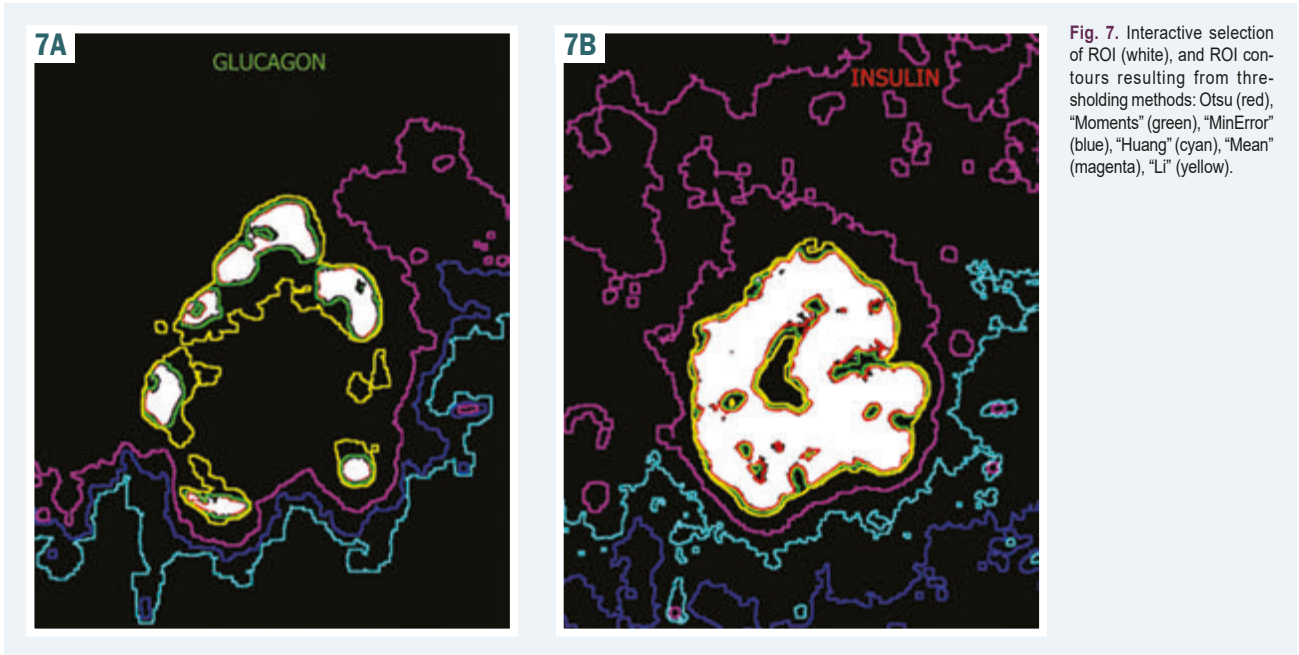 7A
GLUCAGON
7B
INSULIN
Fig. 7. Interactive selection
of ROI (white), and ROI con-
tours resulting from thre-
sholding methods: Otsu (red),
“Moments” (green), “MinError”
(blue), “Huang” (cyan), “Mean”
(magenta), “Li” (yellow).